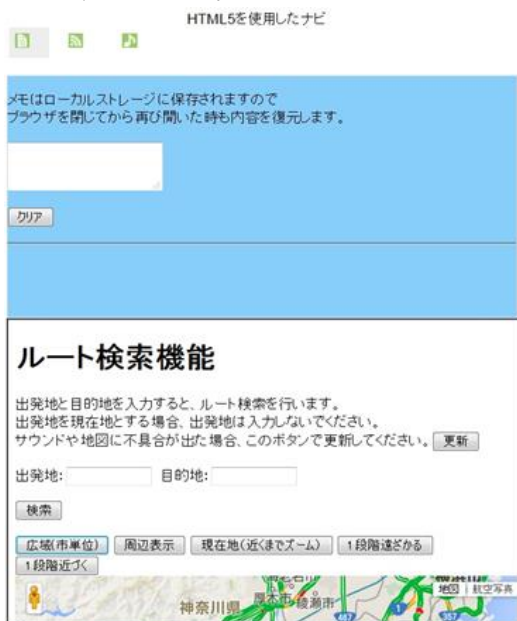 HTML5を使用したナビ
メモはローカルストレージに保存されますので
ブラウザを閉じてから再び開いた時も内容を復元します。
クリア
ルート検索機能
出発地と目的地を入力すると、ルート検索を行います。
出発地を現在地とする場合、出発地は入力しないでください。
サウンドや地図に不具合が出た場合、このボタンで更新してください。 更新
出発地: 目的地:
検索
広域(市単位) 周辺表示 現在地(近くまでズーム) 1段階遠ざかる
1段階近づく
地図 航空写真
神奈川県 厚木市 綾瀬市
467 1 357